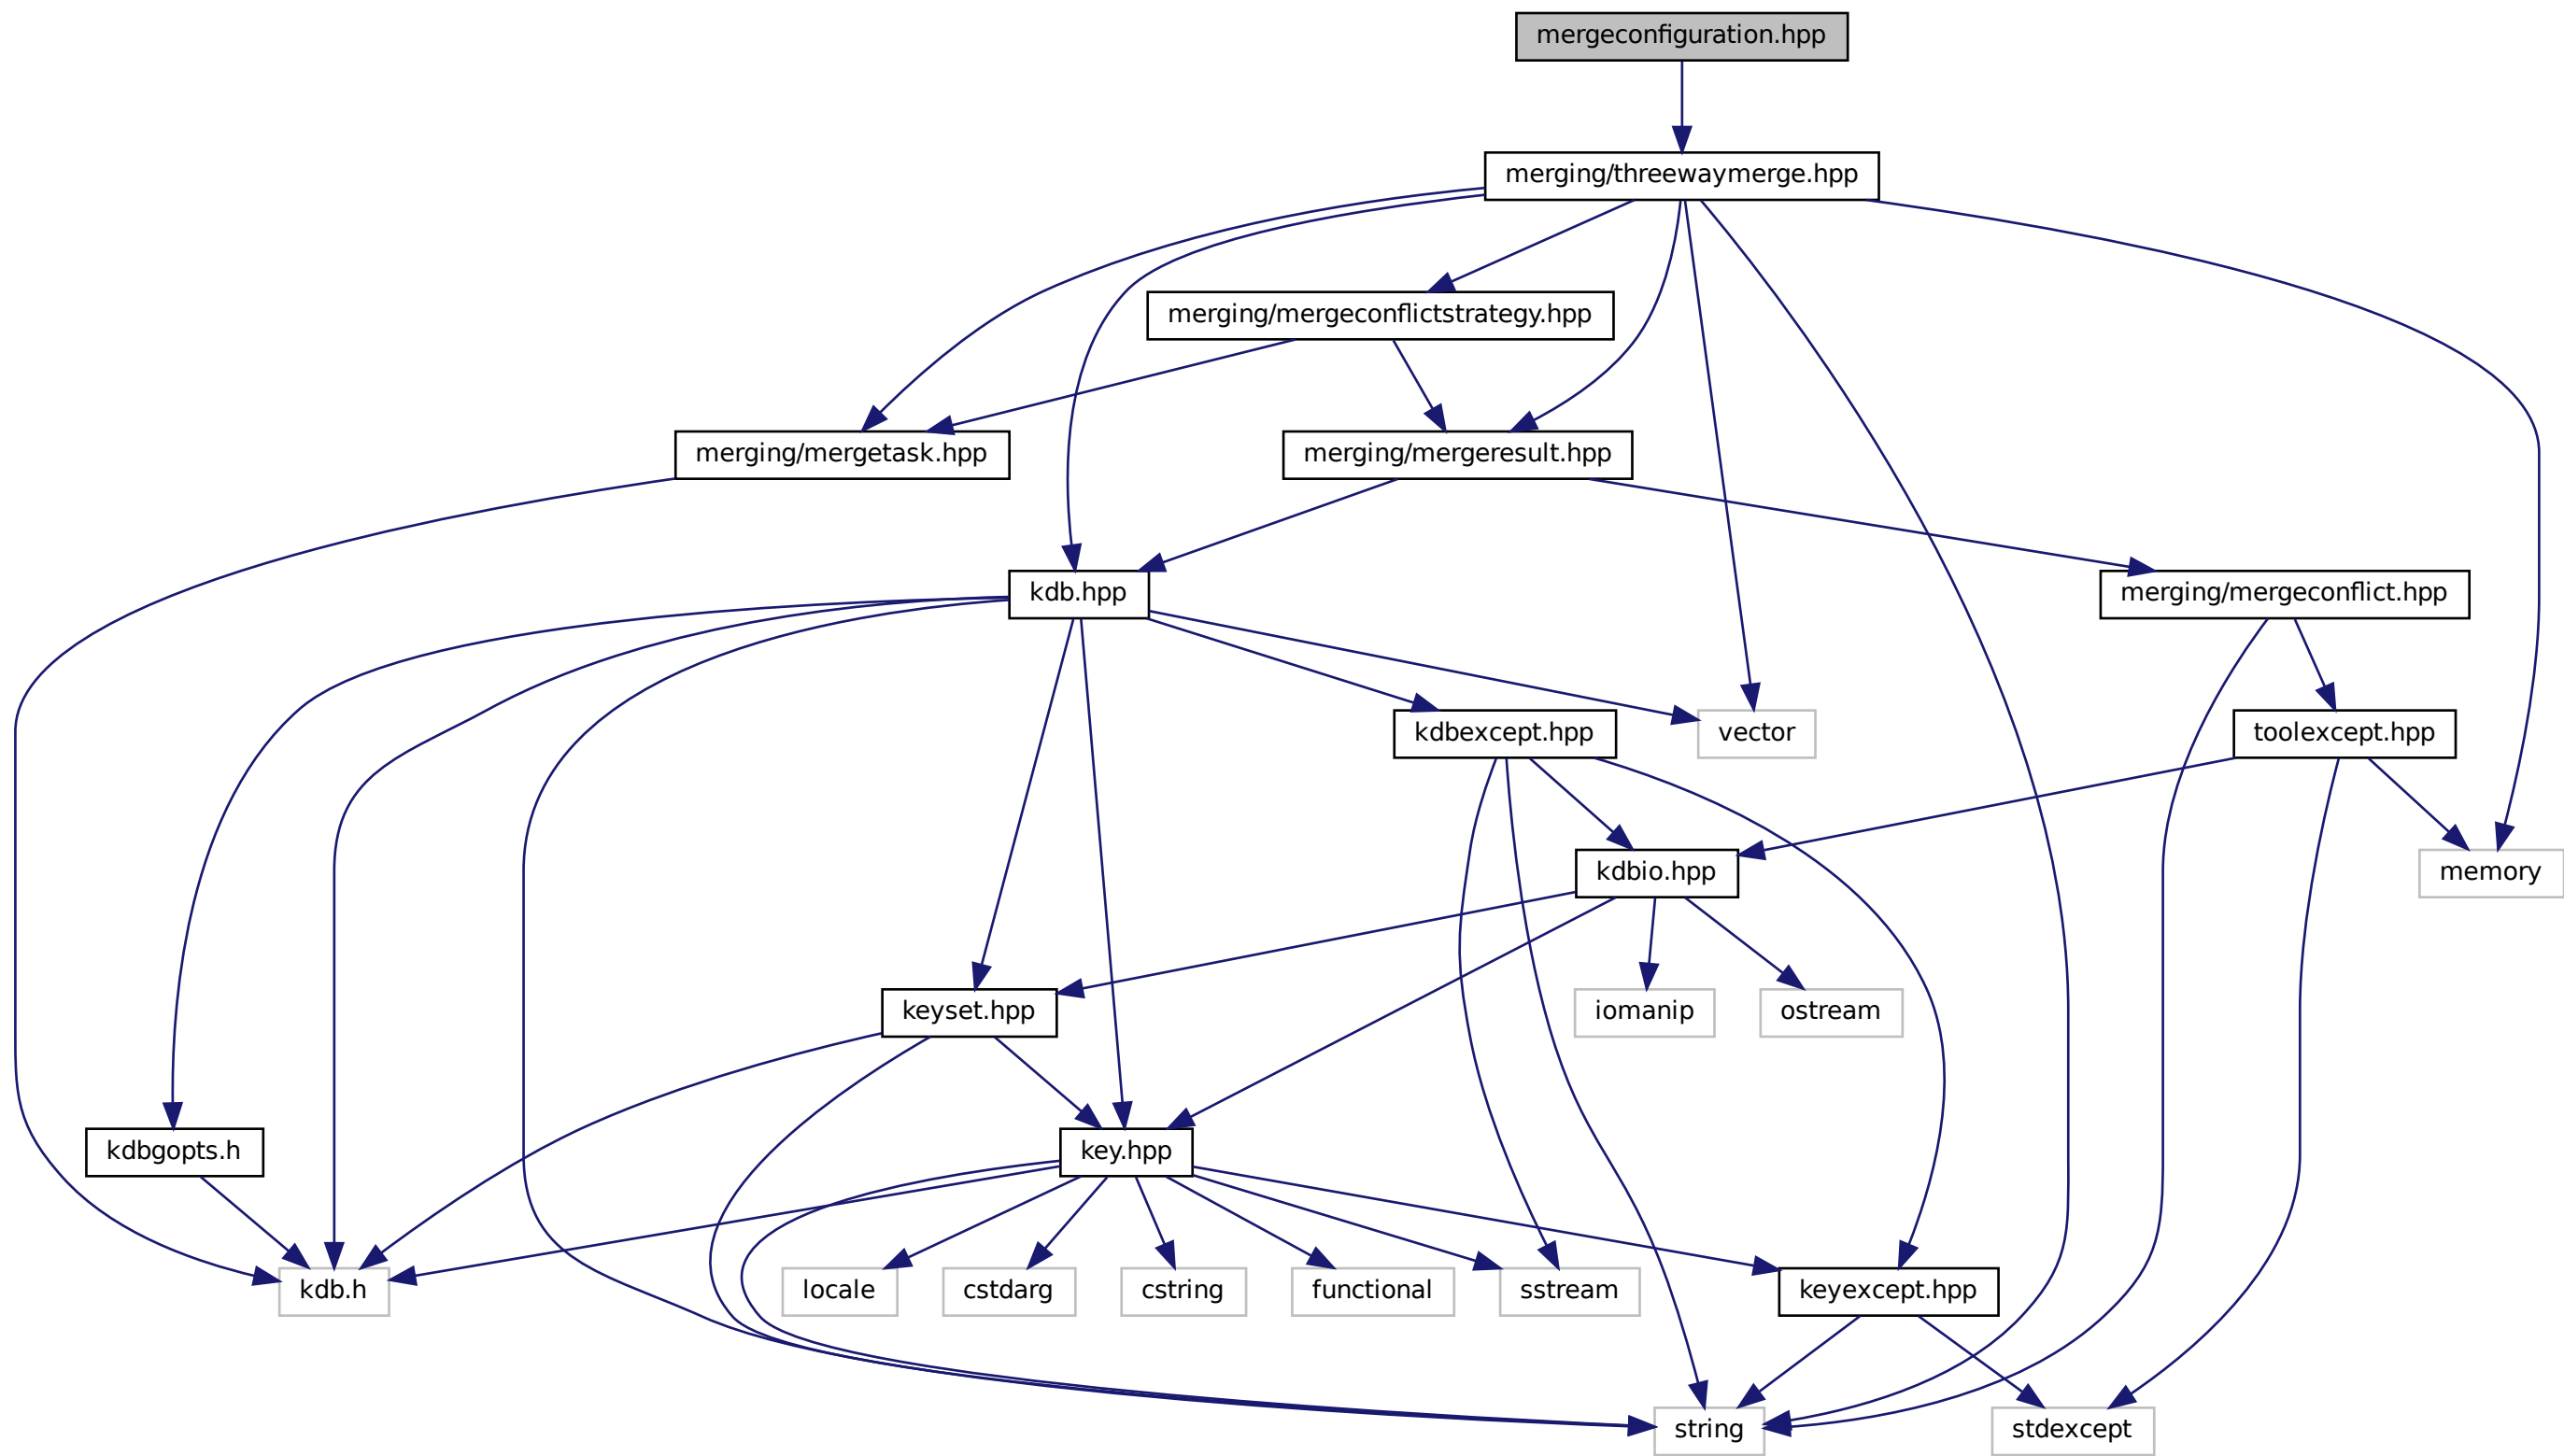 mergeconfiguration.hpp
merging/threewaymerge.hpp
merging/mergeconflictstrategy.hpp
merging/mergetask.hpp
merging/mergeresult.hpp
kdb.hpp
merging/mergeconflict.hpp
kdbexcept.hpp
vector
toolexcept.hpp
kdbio.hpp
memory
keyset.hpp
iomanip
ostream
kdbgopts.h
key.hpp
kdb.h
locale
cstdarg
cstring
functional
sstream
keyexcept.hpp
string
stdexcept